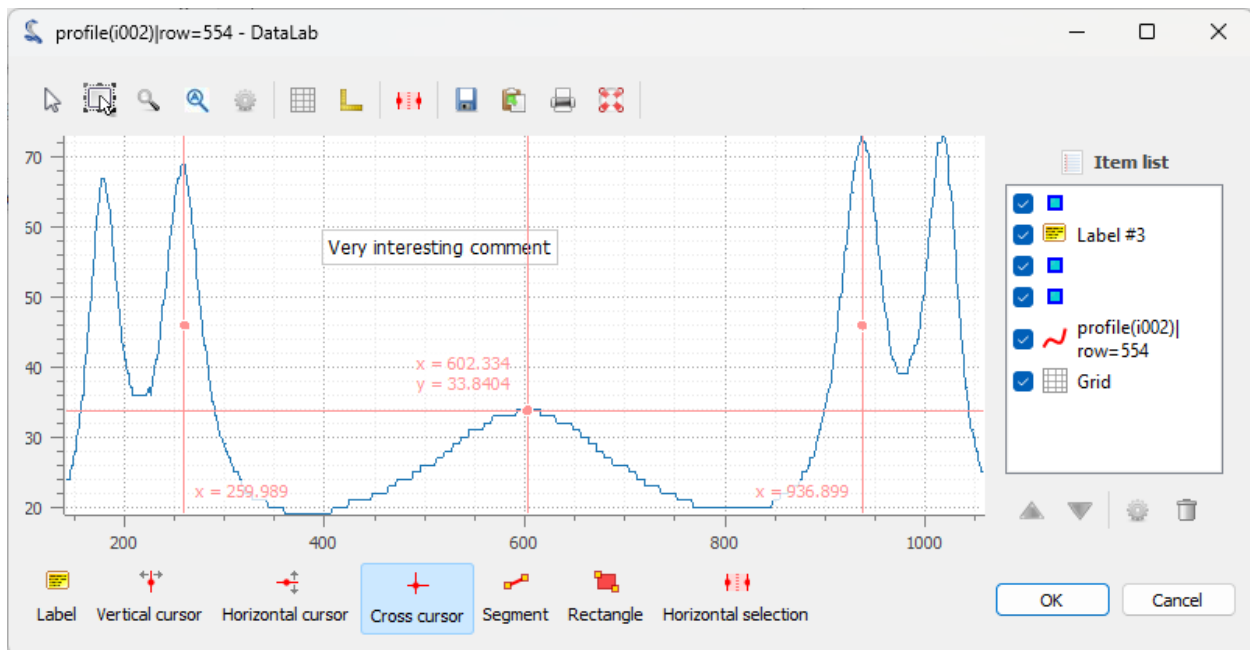 profile(i002)|row=554 - DataLab
70
60
50
40
30
20
200
400
600
800
1000
Very interesting comment
x = 602.334
y = 33.8404
x = 259.989
x = 936.899
Item list
Label #3
profile(i002)|
row=554
Grid
Label
Vertical cursor
Horizontal cursor
Cross cursor
Segment
Rectangle
Horizontal selection
OK
Cancel